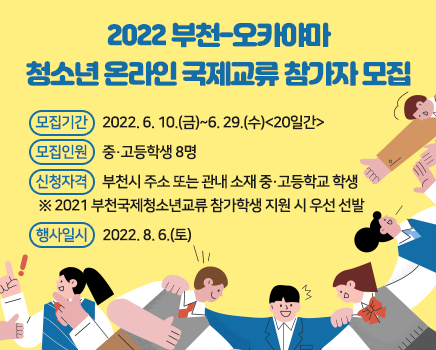 2022 부천-오카야마
청소년 온라인 국제교류 참가자 모집
모집기간 2022. 6. 10.(금)~6. 29.(수)<20일간>
모집인원 중·고등학생 8명
신청자격 부천시 주소 또는 관내 소재 중·고등학교 학생
※ 2021 부천국제청소년교류 참가학생 지원 시 우선 선발
행사일시 2022. 8. 6.(토)